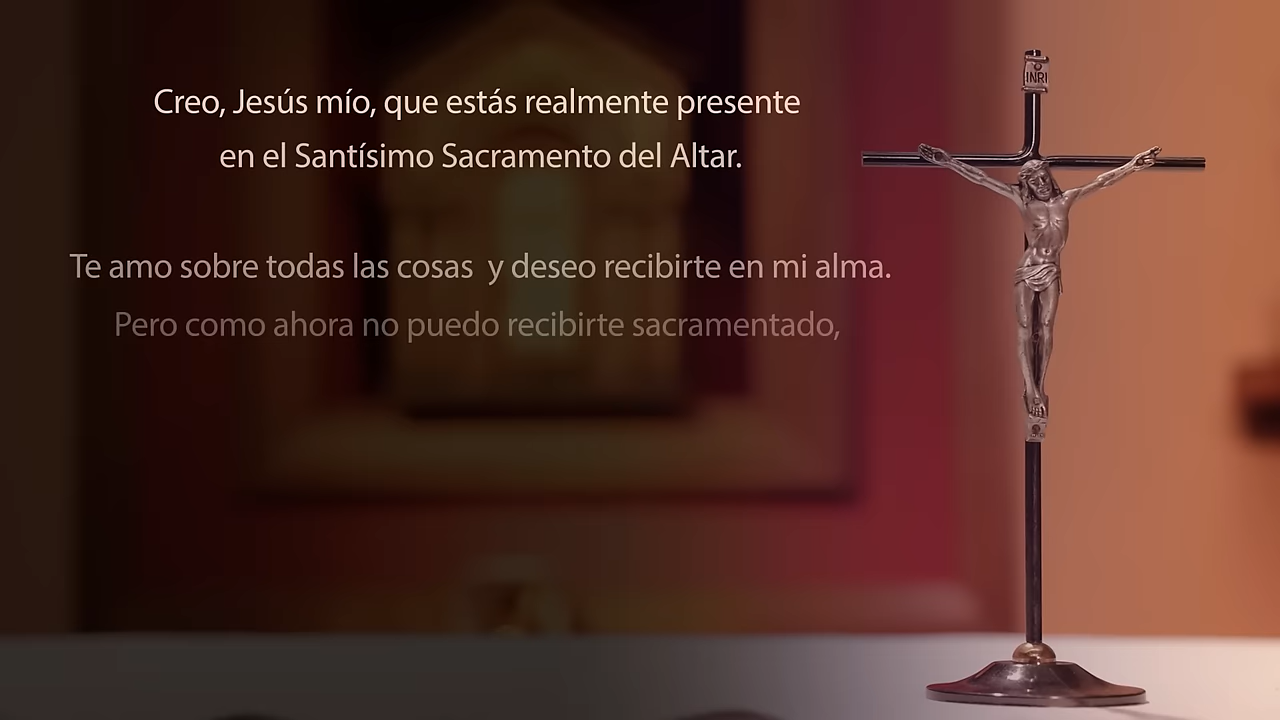 Creo, Jesús mío, que estás realmente presente
en el Santísimo Sacramento del Altar.
Te amo sobre todas las cosas  y deseo recibirte en mi alma.
Pero como ahora no puedo recibirte sacramentado,
INRI